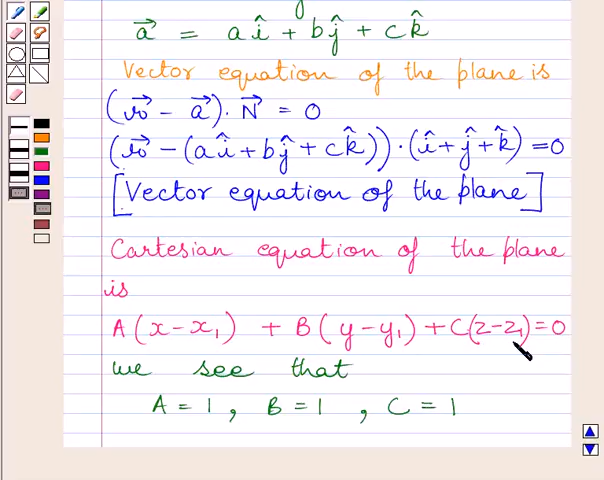 a⃗ = aî + bĵ + ck̂
Vector equation of the plane is
(r⃗ - a⃗) . N⃗ = 0
(r⃗ - (aî + bĵ + ck̂)) . (î + ĵ + k̂) = 0
[Vector equation of the plane]
Cartesian equation of the plane
is
A(x - x₁) + B(y - y₁) + C(z - z₁) = 0
we see that
A = 1, B = 1, C = 1